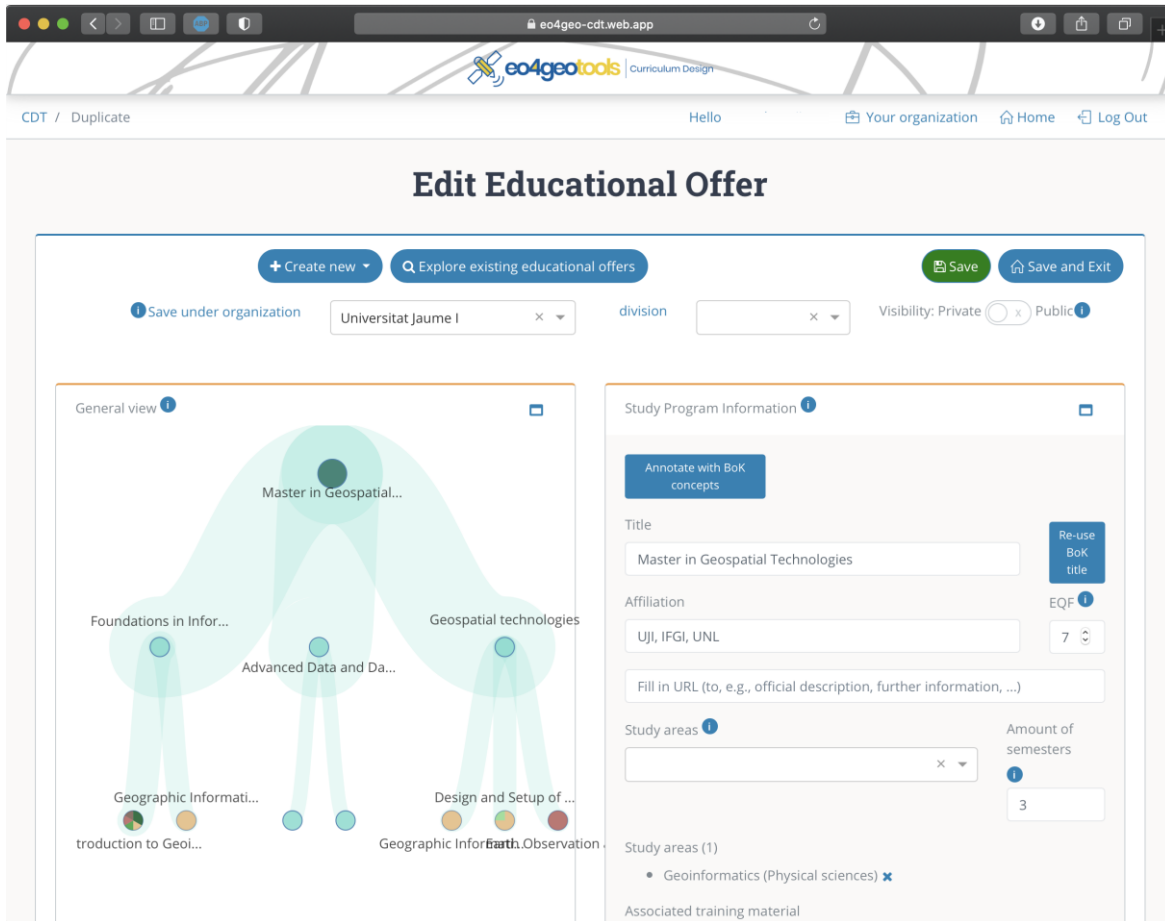 eo4geo-cdt.web.app
eo4geotools Curriculum Design
CDT / Duplicate
Hello
Your organization
Home
Log Out
Edit Educational Offer
+ Create new
Explore existing educational offers
Save
Save and Exit
Save under organization
Universitat Jaume I
division
Visibility: Private
Public
General view
Master in Geospatial...
Foundations in Infor...
Geospatial technologies
Advanced Data and Da...
Geographic Informati...
Design and Setup of ...
troduction to Geoi...
Geographic Informati...
Earth Observation
Study Program Information
Annotate with BoK
concepts
Title
Master in Geospatial Technologies
Re-use
BoK
title
Affiliation
EQF
UJI, IFGI, UNL
7
Fill in URL (to, e.g., official description, further information, ...)
Study areas
Amount of
semesters
3
Study areas (1)
Geoinformatics (Physical sciences)
Associated training material